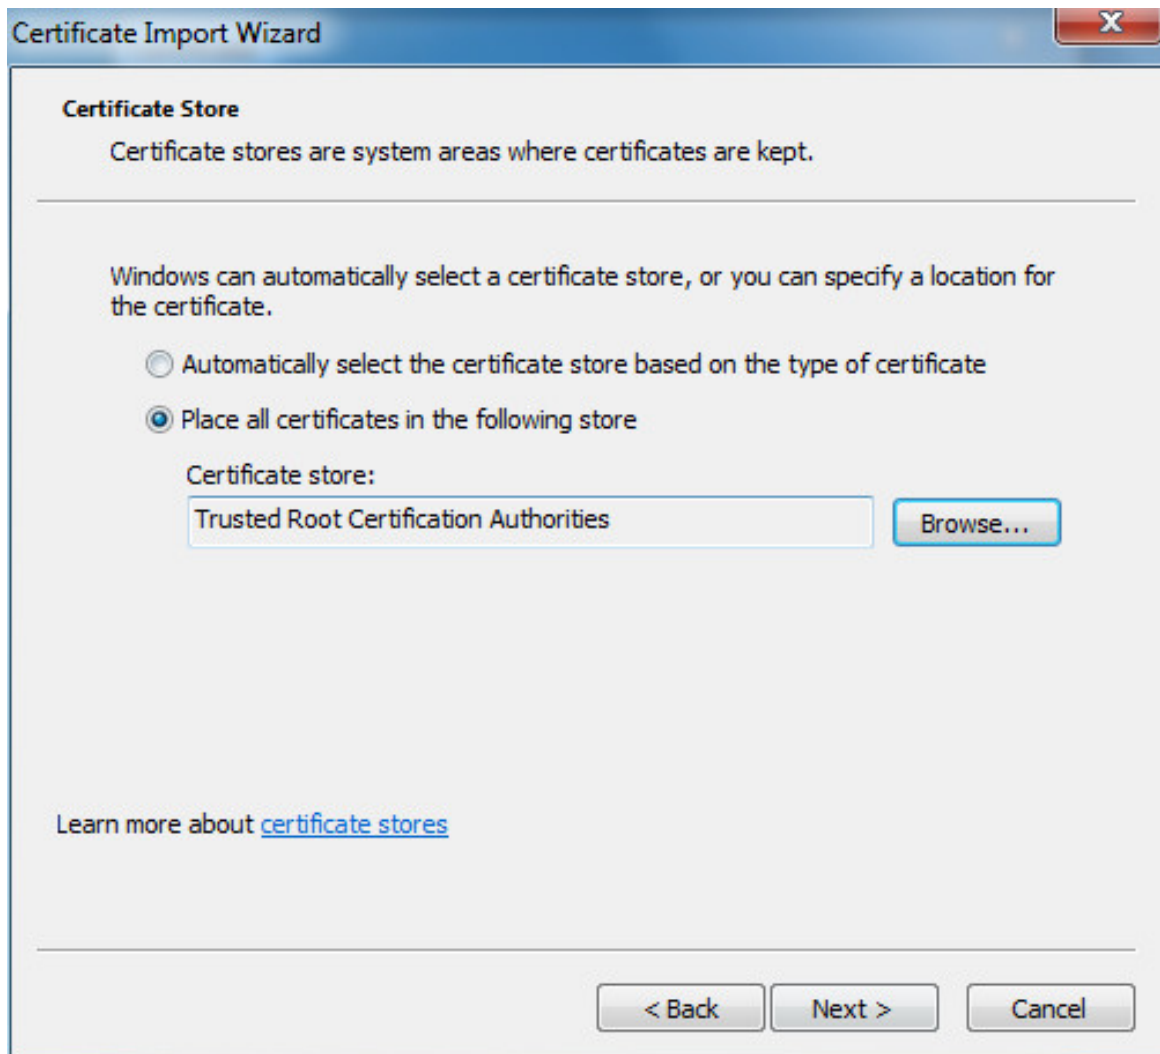 Certificate Import Wizard
Certificate Store
Certificate stores are system areas where certificates are kept.
Windows can automatically select a certificate store, or you can specify a location for
the certificate.
Automatically select the certificate store based on the type of certificate
Place all certificates in the following store
Certificate store:
Trusted Root Certification Authorities
Browse...
Learn more about certificate stores
< Back
Next >
Cancel